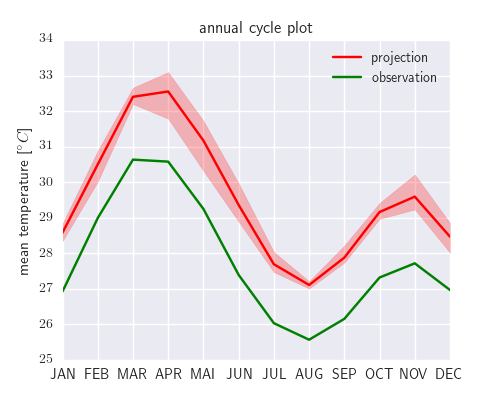 annual cycle plot
34
33
32
31
30
29
28
27
26
25
mean temperature [°C]
projection
observation
JAN FEB MAR APR MAI JUN JUL AUG SEP OCT NOV DEC